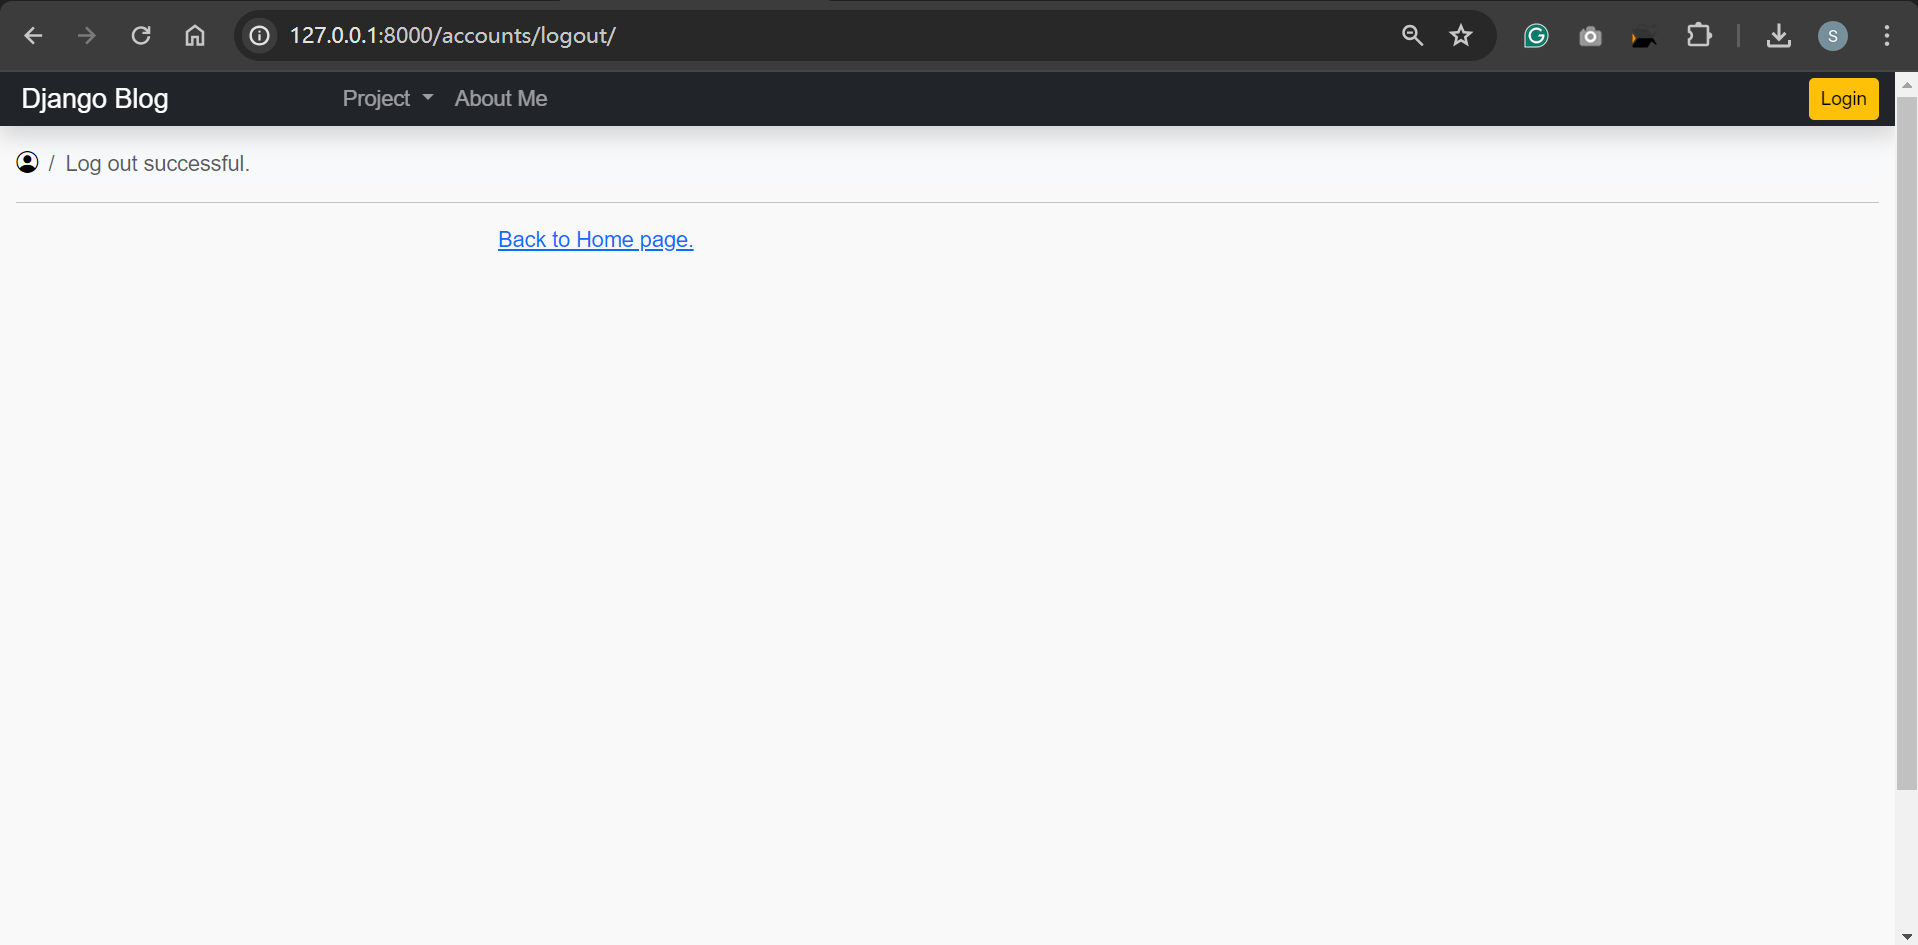 127.0.0.1:8000/accounts/logout/
S
Django Blog Project About Me Login
/ Log out successful.
Back to Home page.